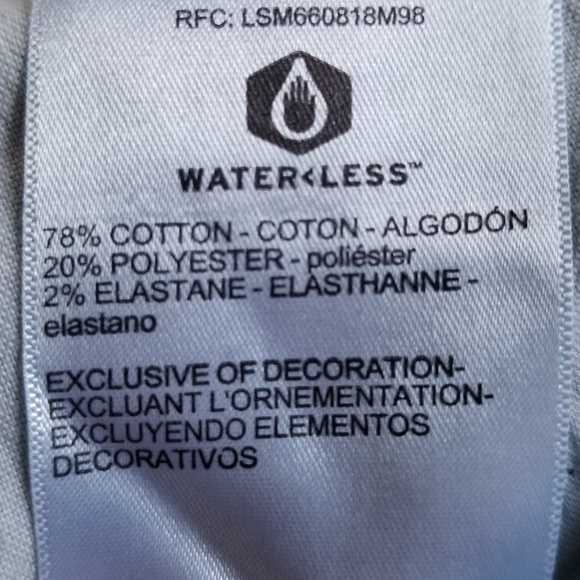 RFC: LSM660818M98
WATER<LESS™
78% COTTON - COTON - ALGODÓN
20% POLYESTER - poliéster
2% ELASTANE - ELASTHANNE -
elastano
EXCLUSIVE OF DECORATION-
EXCLUANT L'ORNEMENTATION-
EXCLUYENDO ELEMENTOS
DECORATIVOS